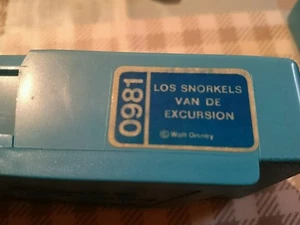 0981
LOS SNORKELS
VAN DE
EXCURSION
© Walt Disney